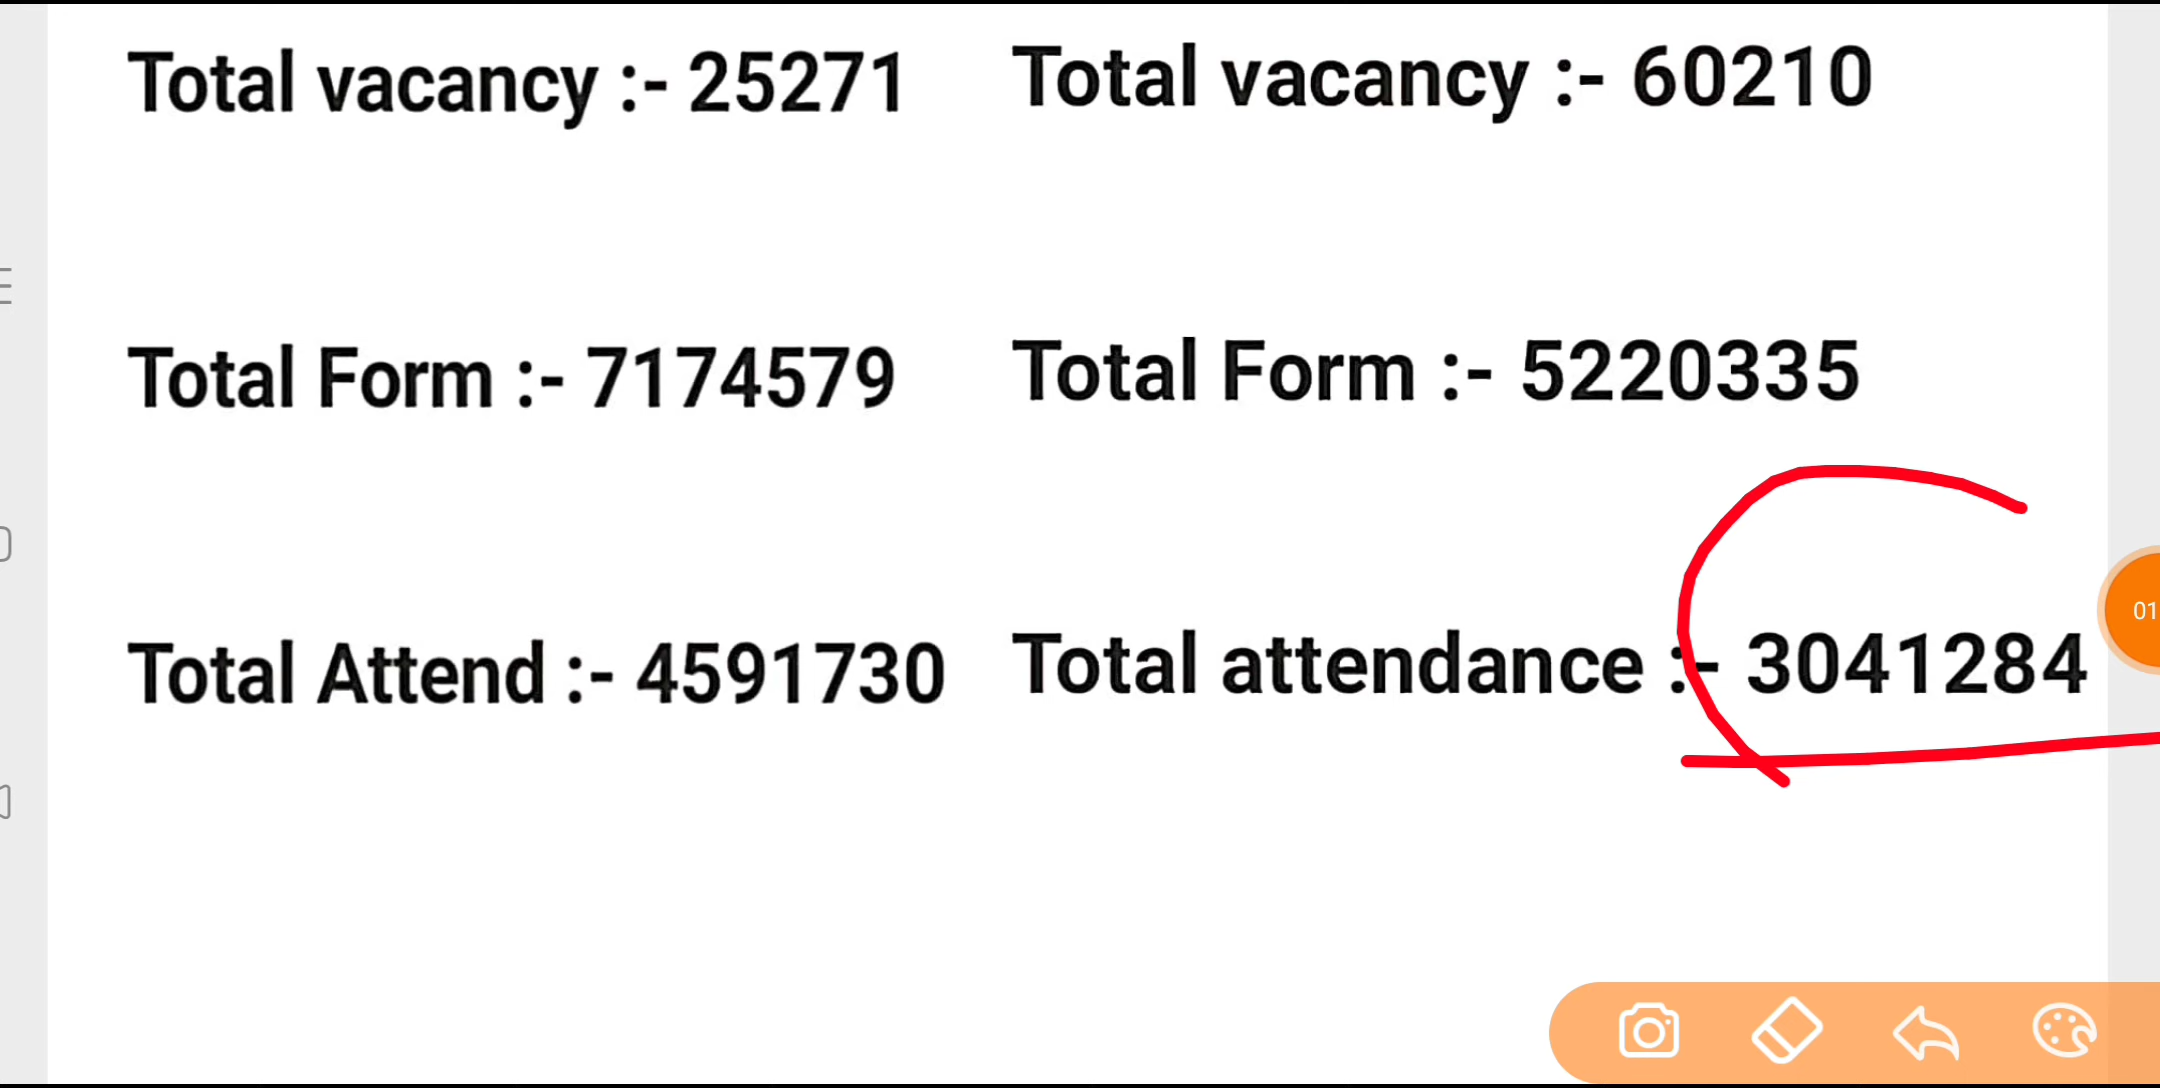 Total vacancy :- 25271
Total Form :- 7174579
Total Attend :- 4591730
Total vacancy :- 60210
Total Form :- 5220335
Total attendance :- 3041284
01